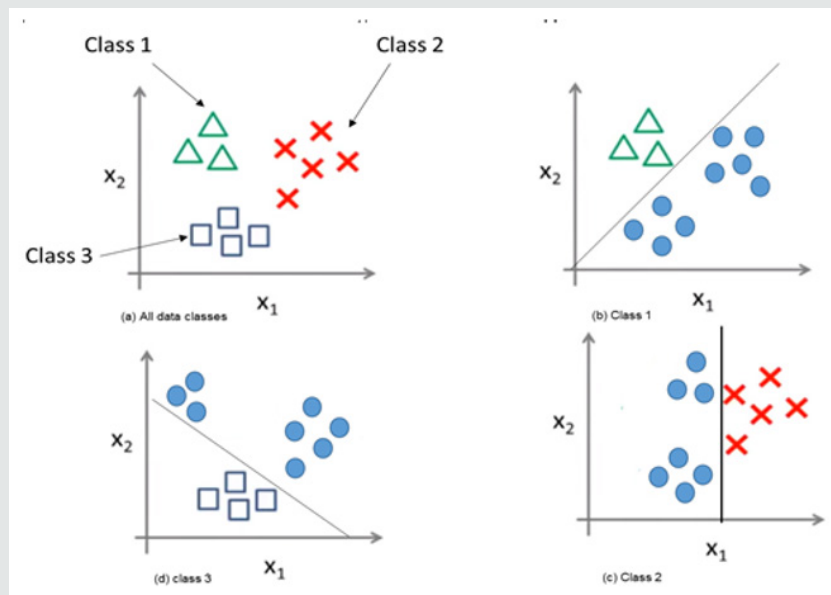 Class 1
Class 2
X₂
Class 3
X₁
(a) All data classes
X₂
X₁
(b) Class 1
X₂
X₁
(d) class 3
X₂
X₁
(c) Class 2